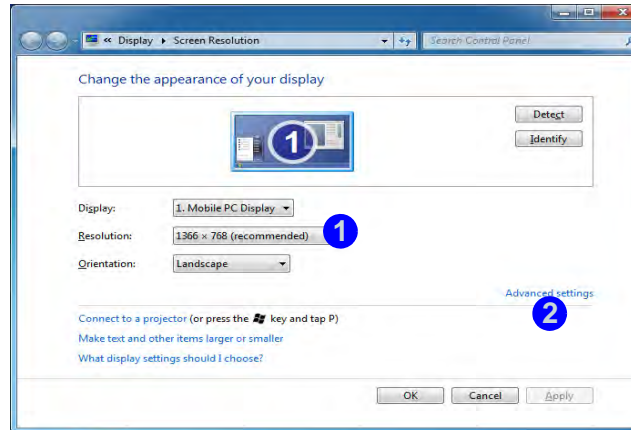 « Display ▸ Screen Resolution
Search Control Panel
Change the appearance of your display
1
Detect
Identify
Display: 1. Mobile PC Display
Resolution: 1366 × 768 (recommended) 1
Orientation: Landscape
Advanced settings
2
Connect to a projector (or press the key and tap P)
Make text and other items larger or smaller
What display settings should I choose?
OK Cancel Apply